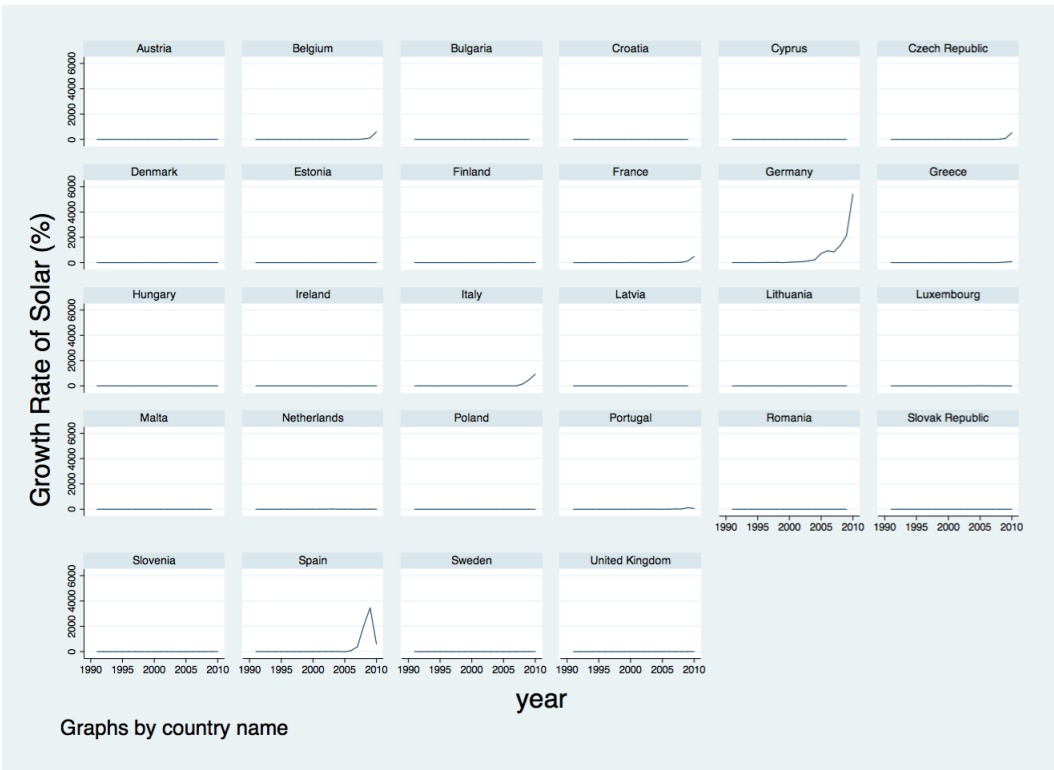 Austria Belgium Bulgaria Croatia Cyprus Czech Republic
0 2000 4000 6000
Denmark Estonia Finland France Germany Greece
0 2000 4000 6000
Hungary Ireland Italy Latvia Lithuania Luxembourg
0 2000 4000 6000
Malta Netherlands Poland Portugal Romania Slovak Republic
0 2000 4000 6000
1990 1995 2000 2005 2010 1990 1995 2000 2005 2010
Slovenia Spain Sweden United Kingdom
0 2000 4000 6000
1990 1995 2000 2005 2010 1990 1995 2000 2005 2010 1990 1995 2000 2005 2010 1990 1995 2000 2005 2010
Growth Rate of Solar (%)
year
Graphs by country name